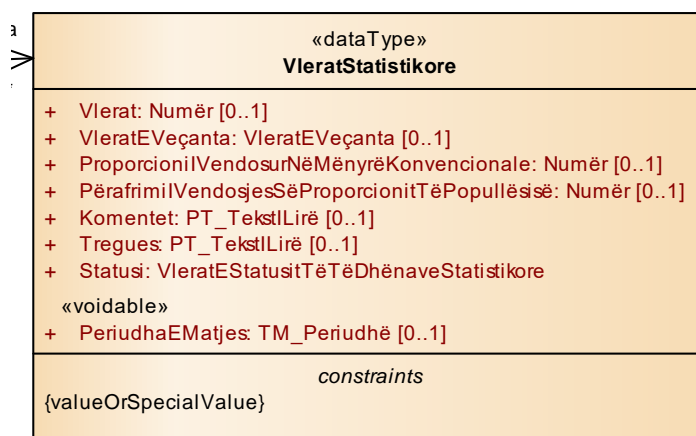 a
«dataType»
VleratStatistikore
+ Vlerat: Numër [0..1]
+ VleratEVeçanta: VleratEVeçanta [0..1]
+ ProporcioniIVendosurNëMënyrëKonvencionale: Numër [0..1]
+ PërafrimiIVendosjesSëProporcionitTëPopullësisë: Numër [0..1]
+ Komentet: PT_TekstILirë [0..1]
+ Tregues: PT_TekstILirë [0..1]
+ Statusi: VleratEStatusitTëTëDhënaveStatistikore
«voidable»
+ PeriudhaEMatjes: TM_Periudhë [0..1]
constraints
{valueOrSpecialValue}